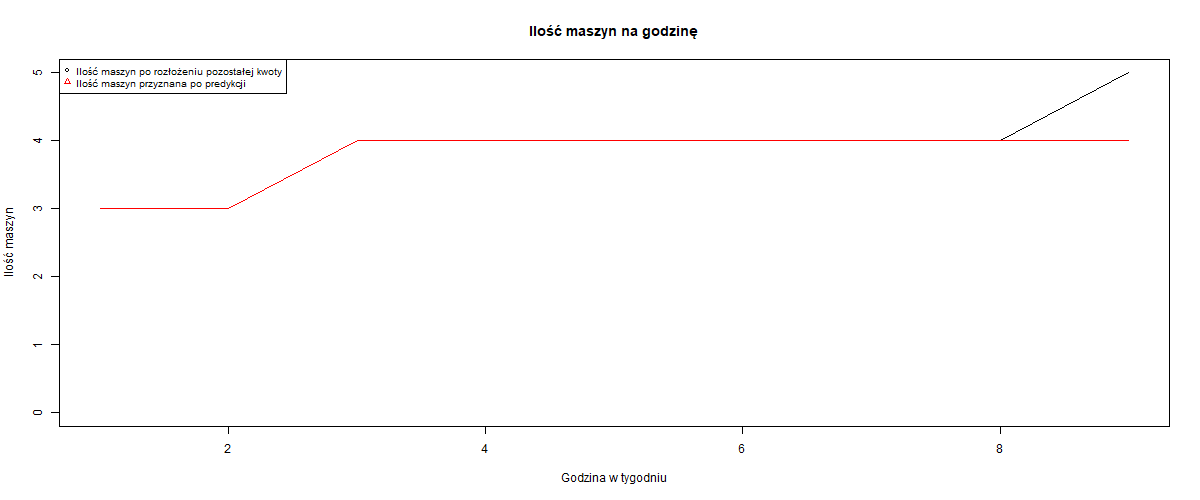 Ilość maszyn na godzinę
Ilość maszyn po rozłożeniu pozostałej kwoty
Ilość maszyn przyznana po predykcji
Ilość maszyn
5
4
3
2
1
0
2
4
6
8
Godzina w tygodniu